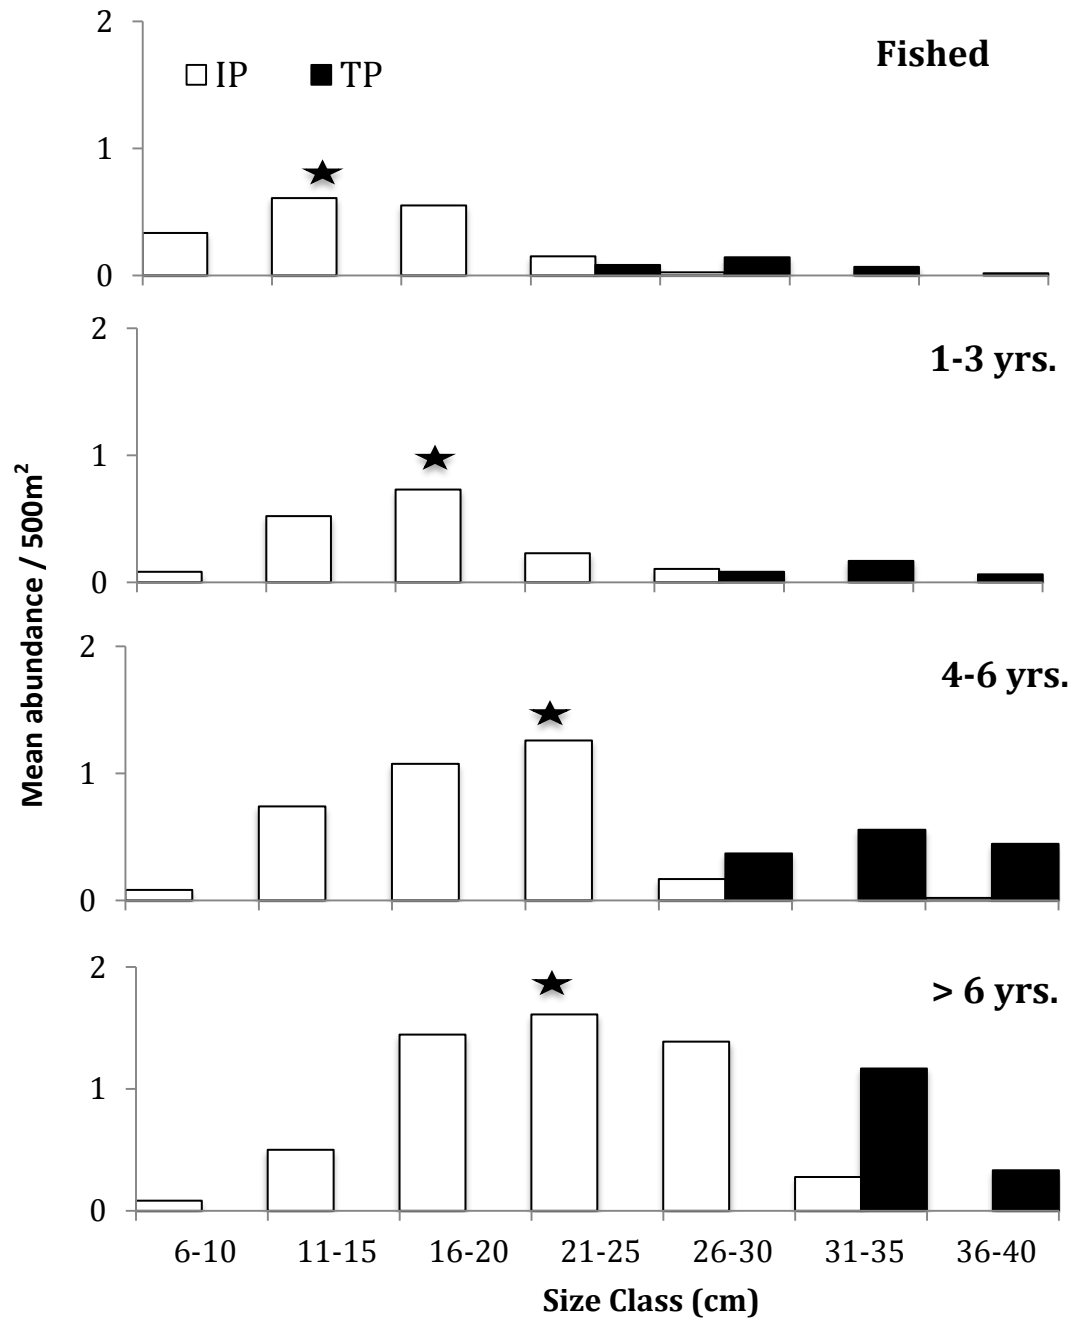 2
Fished
IP TP
1
0
2
1-3 yrs.
1
0
2
4-6 yrs.
1
0
2
> 6 yrs.
1
0
6-10 11-15 16-20 21-25 26-30 31-35 36-40
Size Class (cm)
Mean abundance / 500m²